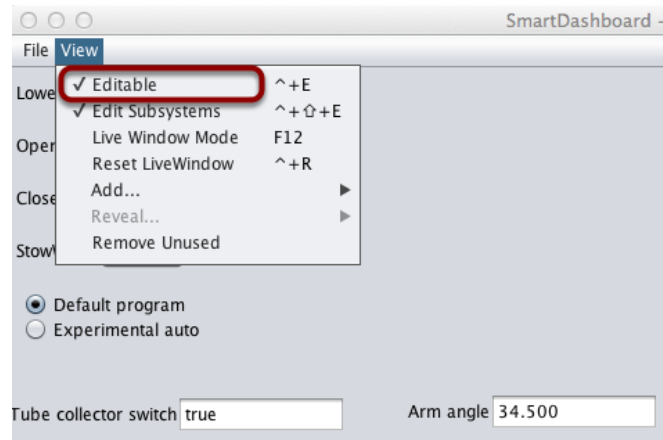 SmartDashboard -
File View
✓ Editable ^+E
✓ Edit Subsystems ^+⇧+E
Live Window Mode F12
Reset LiveWindow ^+R
Add...
Reveal...
Remove Unused
Lowe
Oper
Close
Stow
Default program
Experimental auto
Tube collector switch true
Arm angle 34.500